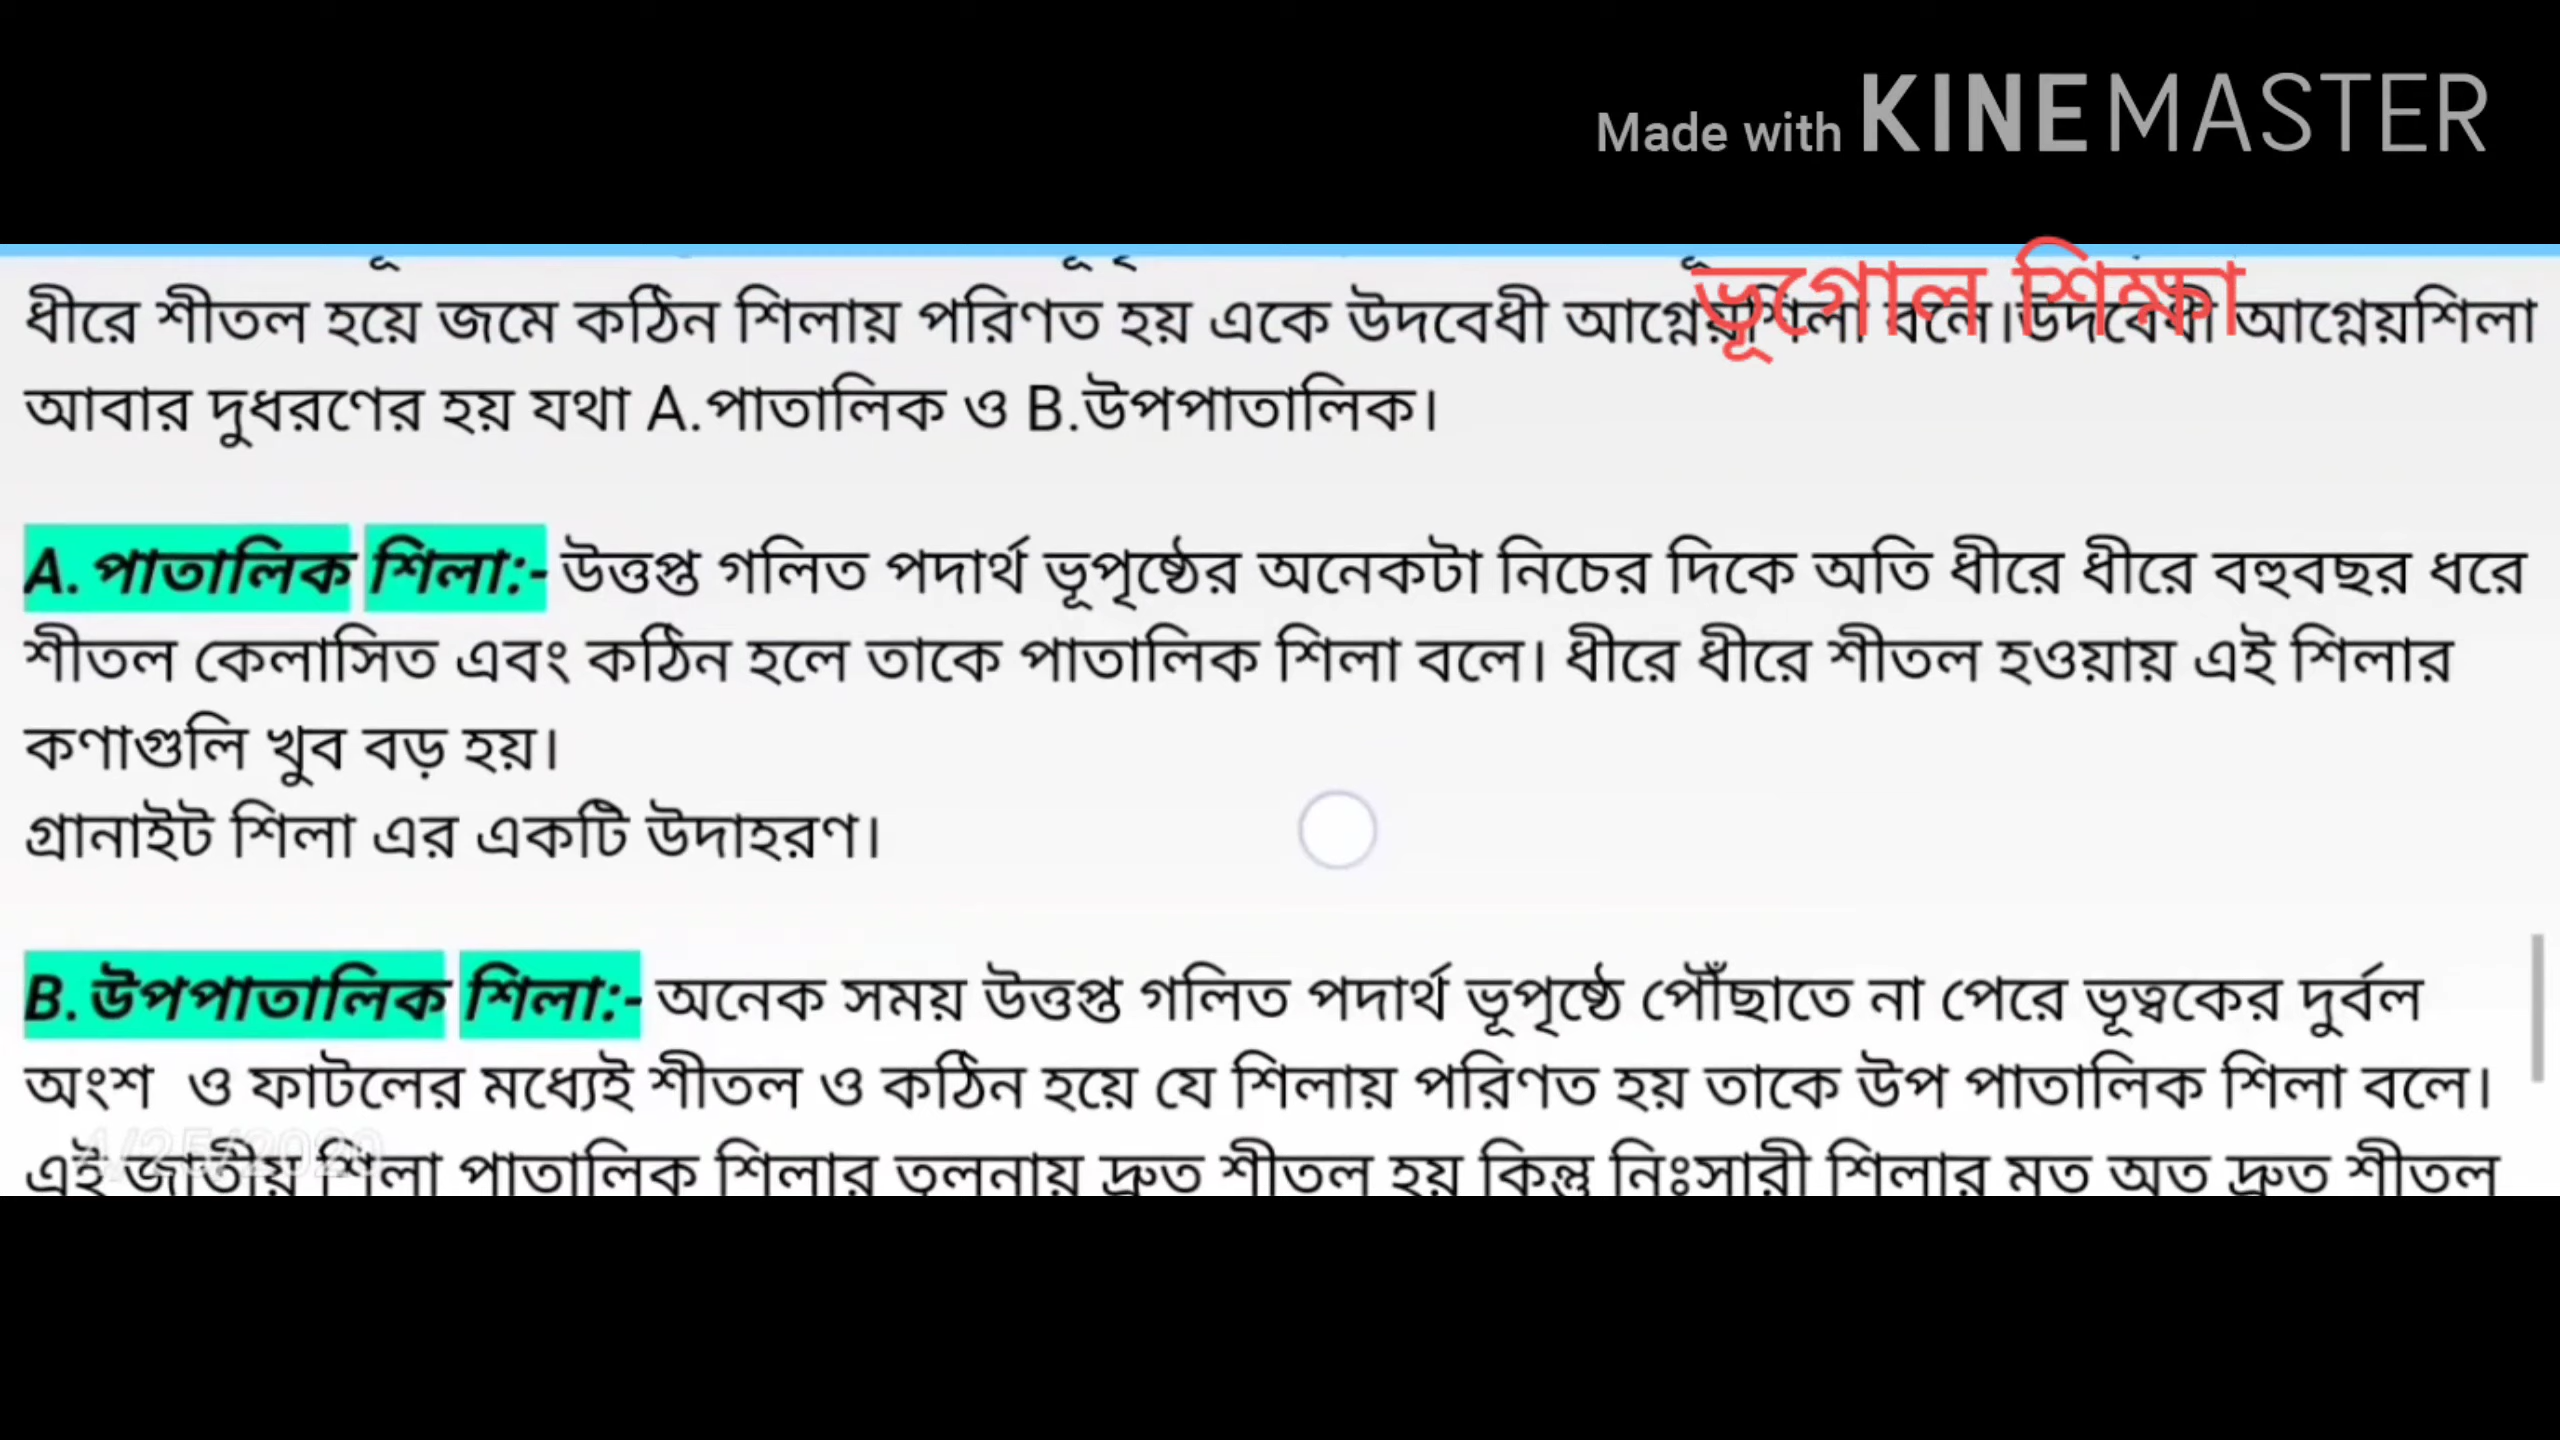 Made with KINEMASTER
ভূগোল শিক্ষা
ধীরে শীতল হয়ে জমে কঠিন শিলায় পরিণত হয় একে উদবেধী আগ্নেয়শিলা বলে।উদবেধী আগ্নেয়শিলা
আবার দুধরণের হয় যথা A.পাতালিক ও B.উপপাতালিক।
A. পাতালিক শিলা:- উত্তপ্ত গলিত পদার্থ ভূপৃষ্ঠের অনেকটা নিচের দিকে অতি ধীরে ধীরে বহুবছর ধরে
শীতল কেলাসিত এবং কঠিন হলে তাকে পাতালিক শিলা বলে। ধীরে ধীরে শীতল হওয়ায় এই শিলার
কণাগুলি খুব বড় হয়।
গ্রানাইট শিলা এর একটি উদাহরণ।
B. উপপাতালিক শিলা:- অনেক সময় উত্তপ্ত গলিত পদার্থ ভূপৃষ্ঠে পৌঁছাতে না পেরে ভূত্বকের দুর্বল
অংশ ও ফাটলের মধ্যেই শীতল ও কঠিন হয়ে যে শিলায় পরিণত হয় তাকে উপ পাতালিক শিলা বলে।
এই জাতীয় শিলা পাতালিক শিলার তুলনায় দ্রুত শীতল হয় কিন্তু নিঃসারী শিলার মত অত দ্রুত শীতল
4/25/2020